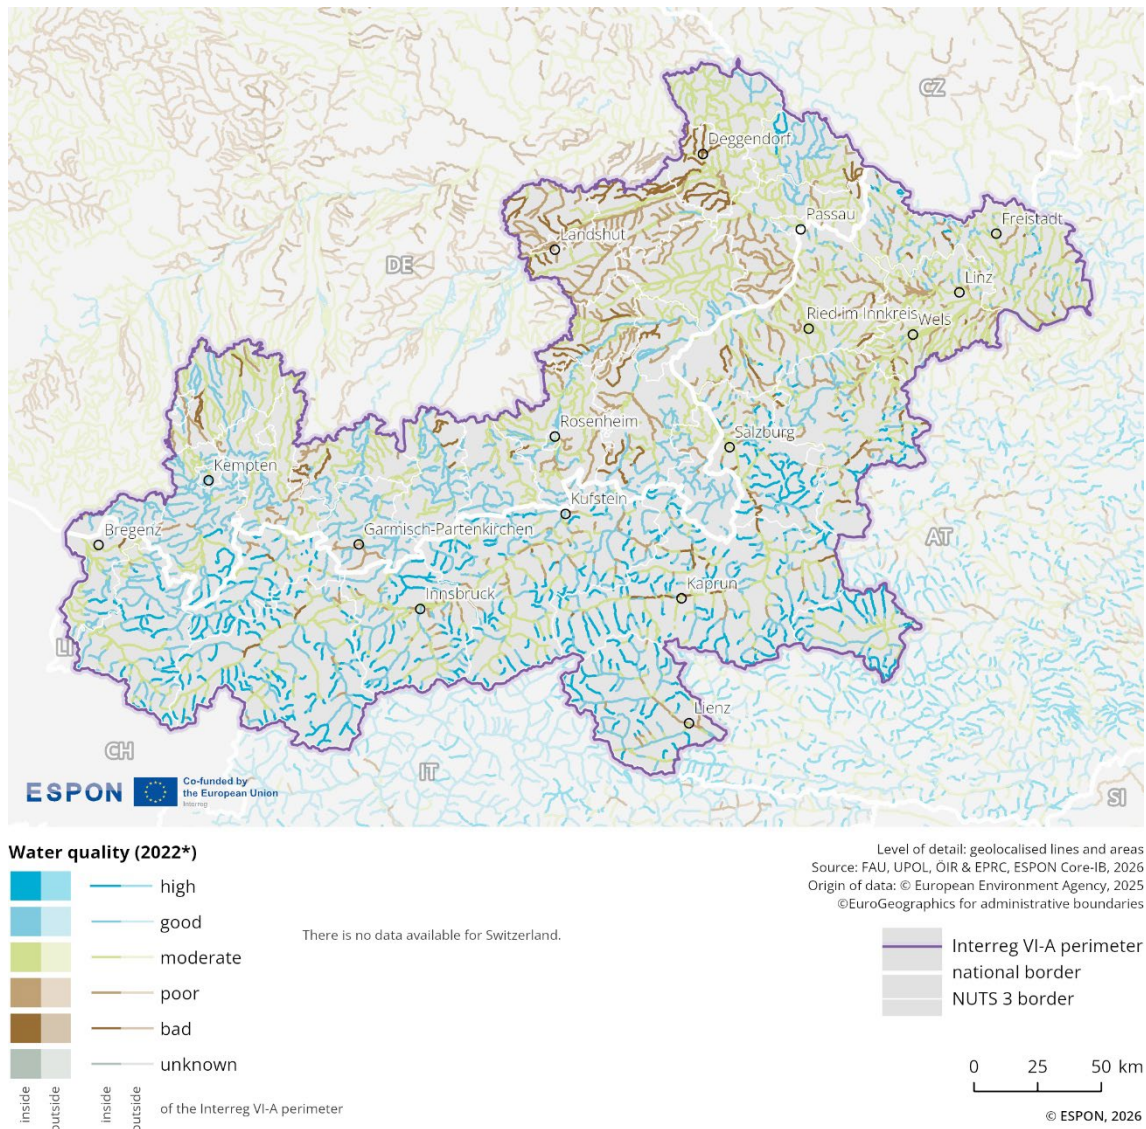 CZ
Deggendorf
Passau
Freistadt
Landshut
DE
Linz
Ried im Innkreis
Wels
Rosenheim
Salzburg
Kempten
Kufstein
Bregenz
Garmisch-Partenkirchen
AT
Innsbruck
Kaprun
LI
Lienz
CH
IT
SI
ESPON
Co-funded by
the European Union
Interreg
Water quality (2022*)
high
good
moderate
poor
bad
unknown
inside
outside
inside
outside
of the Interreg VI-A perimeter
There is no data available for Switzerland.
Level of detail: geolocalised lines and areas
Source: FAU, UPOL, ÖIR & EPRC, ESPON Core-IB, 2026
Origin of data: © European Environment Agency, 2025
©EuroGeographics for administrative boundaries
Interreg VI-A perimeter
national border
NUTS 3 border
0 25 50 km
© ESPON, 2026